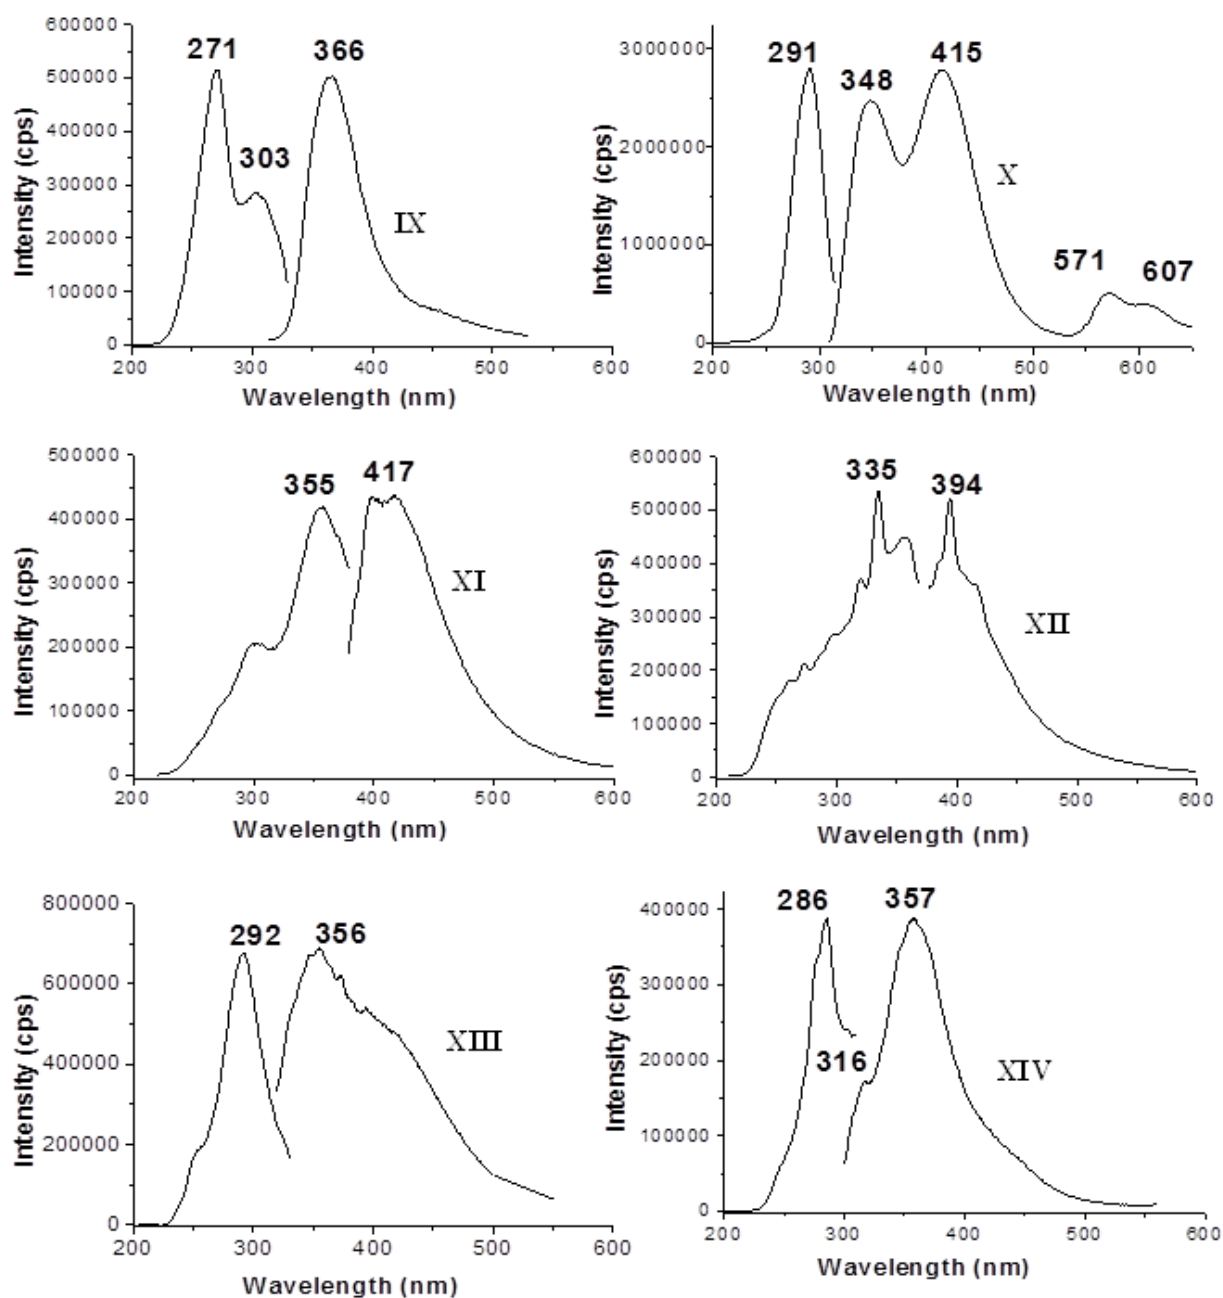 600000
500000
400000
300000
200000
100000
0
Intensity (cps)
271
303
366
IX
200 300 400 500 600
Wavelength (nm)
3000000
2000000
1000000
0
Intensity (cps)
291
348
415
X
571
607
200 300 400 500 600
Wavelength (nm)
500000
400000
300000
200000
100000
0
Intensity (cps)
355
417
XI
200 300 400 500 600
Wavelength (nm)
600000
500000
400000
300000
200000
100000
0
Intensity (cps)
335
394
XII
200 300 400 500 600
Wavelength (nm)
800000
600000
400000
200000
0
Intensity (cps)
292
356
XIII
200 300 400 500 600
Wavelength (nm)
400000
300000
200000
100000
0
Intensity (cps)
286
357
316
XIV
200 300 400 500 600
Wavelength (nm)